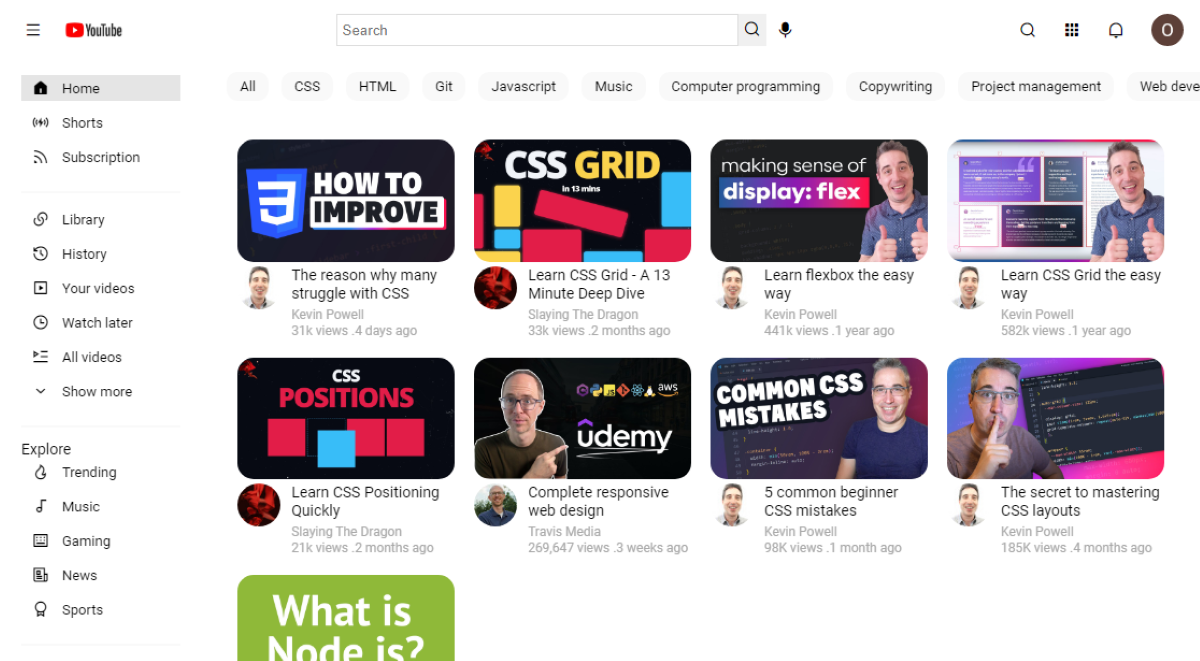 YouTube
Search
O
Home
Shorts
Subscription
Library
History
Your videos
Watch later
All videos
Show more
Explore
Trending
Music
Gaming
News
Sports
All
CSS
HTML
Git
Javascript
Music
Computer programming
Copywriting
Project management
Web deve
HOW TO
IMPROVE
The reason why many
struggle with CSS
Kevin Powell
31k views .4 days ago
CSS GRID
in 13 mins
Learn CSS Grid - A 13
Minute Deep Dive
Slaying The Dragon
33k views .2 months ago
making sense of
display: flex
Learn flexbox the easy
way
Kevin Powell
441k views .1 year ago
Learn CSS Grid the easy
way
Kevin Powell
582k views .1 year ago
CSS
POSITIONS
Learn CSS Positioning
Quickly
Slaying The Dragon
21k views .2 months ago
aws
udemy
Complete responsive
web design
Travis Media
269,647 views .3 weeks ago
COMMON CSS
MISTAKES
5 common beginner
CSS mistakes
Kevin Powell
98K views .1 month ago
The secret to mastering
CSS layouts
Kevin Powell
185K views .4 months ago
What is
Node js?